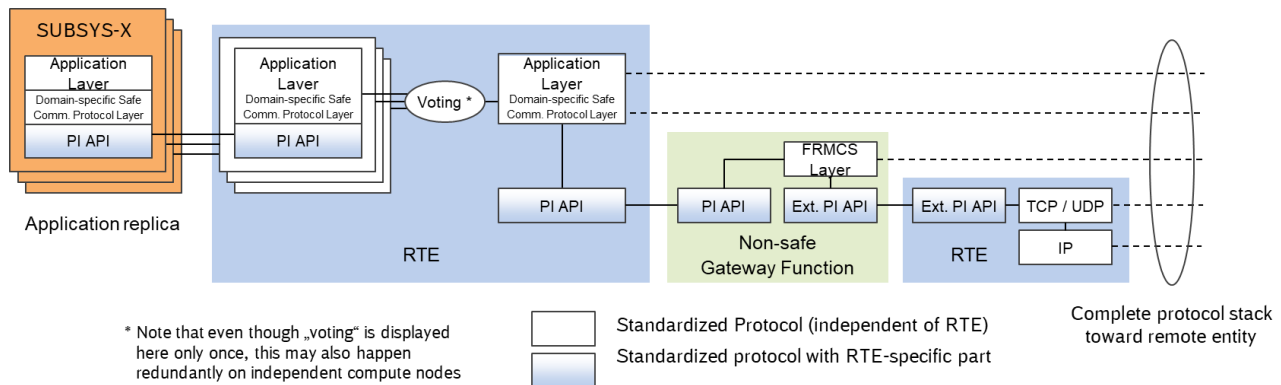 SUBSYS-X
Application
Layer
Domain-specific Safe
Comm. Protocol Layer
PI API
Application replica
Application
Layer
Domain-specific Safe
Comm. Protocol Layer
PI API
Voting *
Application
Layer
Domain-specific Safe
Comm. Protocol Layer
PI API
RTE
FRMCS
Layer
PI API
Ext. PI API
Non-safe
Gateway Function
Ext. PI API
TCP / UDP
IP
RTE
Complete protocol stack
toward remote entity
* Note that even though „voting“ is displayed
here only once, this may also happen
redundantly on independent compute nodes
Standardized Protocol (independent of RTE)
Standardized protocol with RTE-specific part